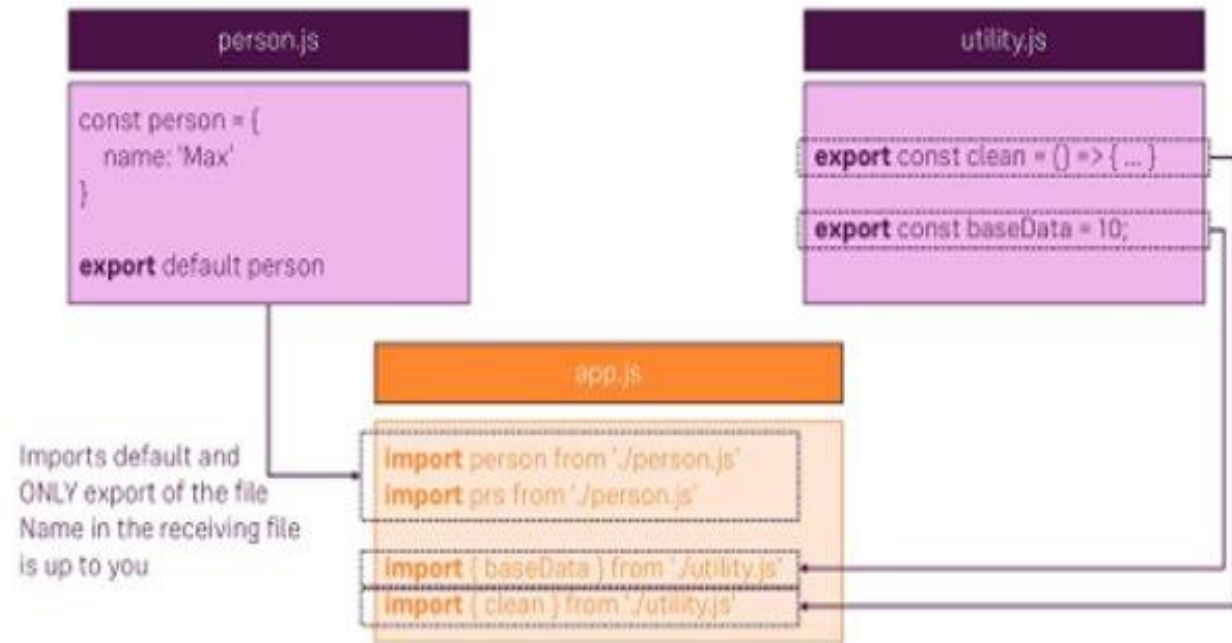 person.js
const person = {
name: 'Max'
}
export default person
utility.js
export const clean = () => { ... }
export const baseData = 10;
app.js
import person from './person.js'
import prs from './person.js'
import { baseData } from './utility.js'
import { clean } from './utility.js'
Imports default and
ONLY export of the file
Name in the receiving file
is up to you